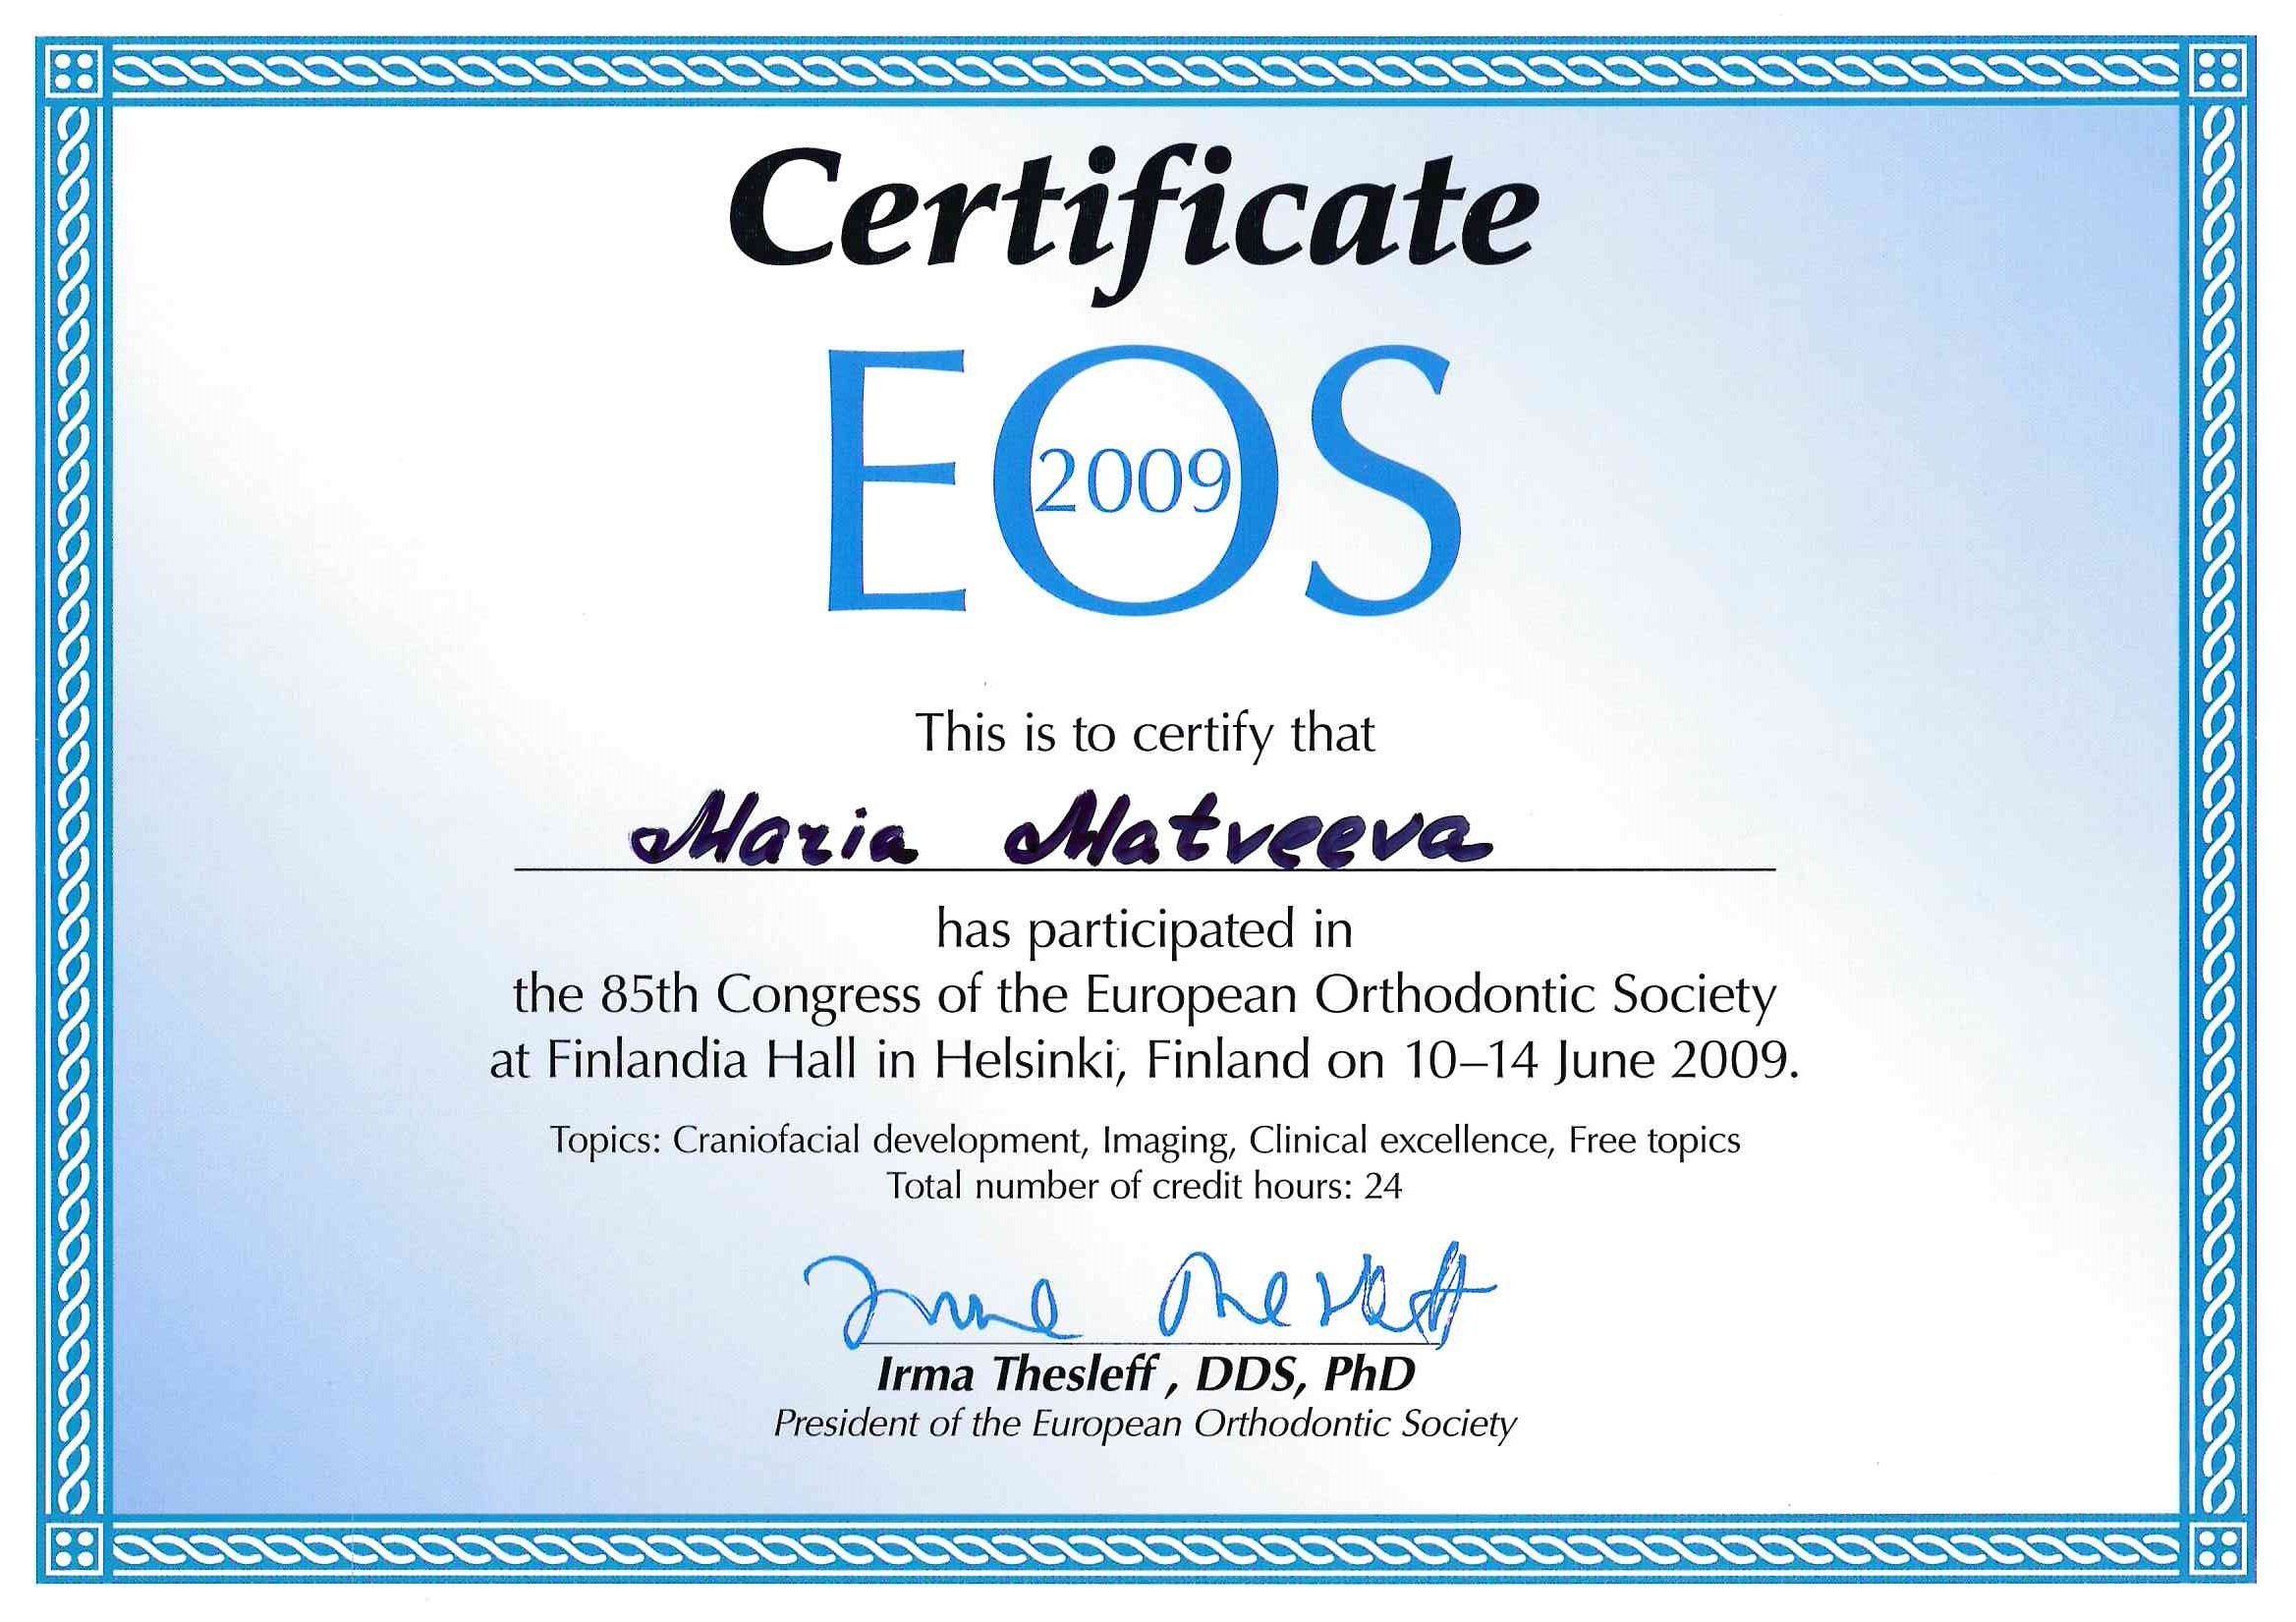 Certificate
EOS
2009
This is to certify that
Maria Matveeva
has participated in
the 85th Congress of the European Orthodontic Society
at Finlandia Hall in Helsinki, Finland on 10–14 June 2009.
Topics: Craniofacial development, Imaging, Clinical excellence, Free topics
Total number of credit hours: 24
Irma Thesleff
Irma Thesleff , DDS, PhD
President of the European Orthodontic Society